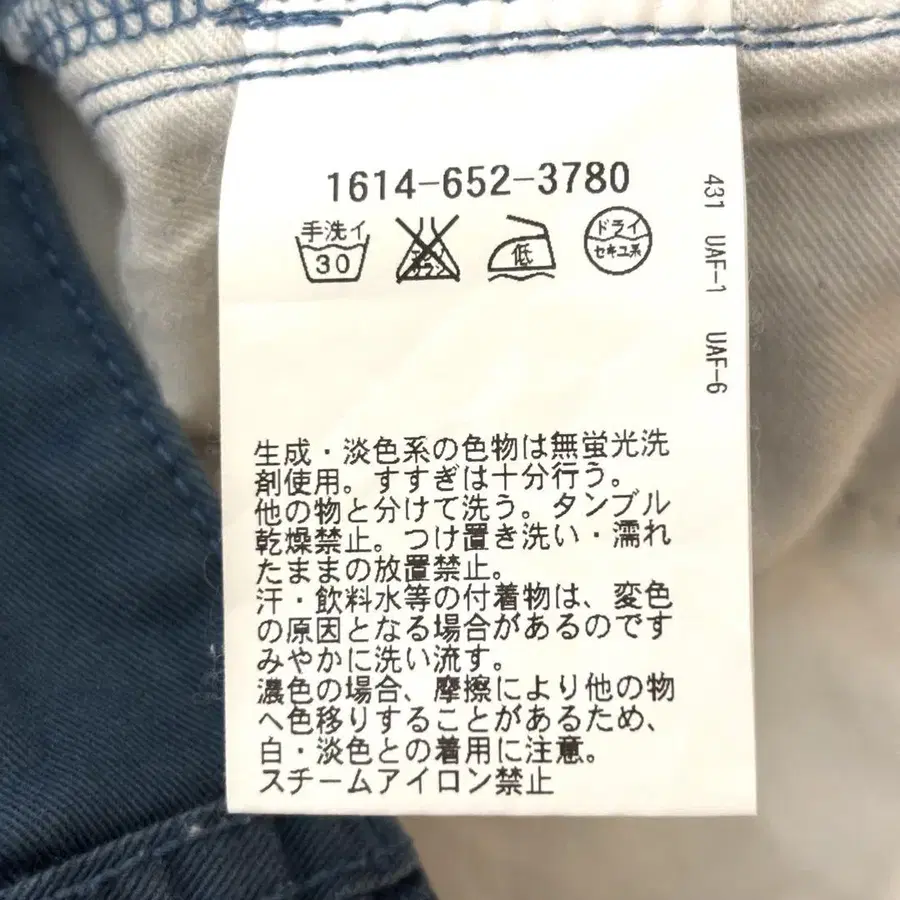 1614-652-3780
手洗イ
30
低
ドライ
セキユ系
431 UAF-1 UAF-6
生成・淡色系の色物は無蛍光洗
剤使用。すすぎは十分行う。
他の物と分けて洗う。タンブル
乾燥禁止。つけ置き洗い・濡れ
たままの放置禁止。
汗・飲料水等の付着物は、変色
の原因となる場合があるのです
みやかに洗い流す。
濃色の場合、摩擦により他の物
へ色移りすることがあるため、
白・淡色との着用に注意。
スチームアイロン禁止